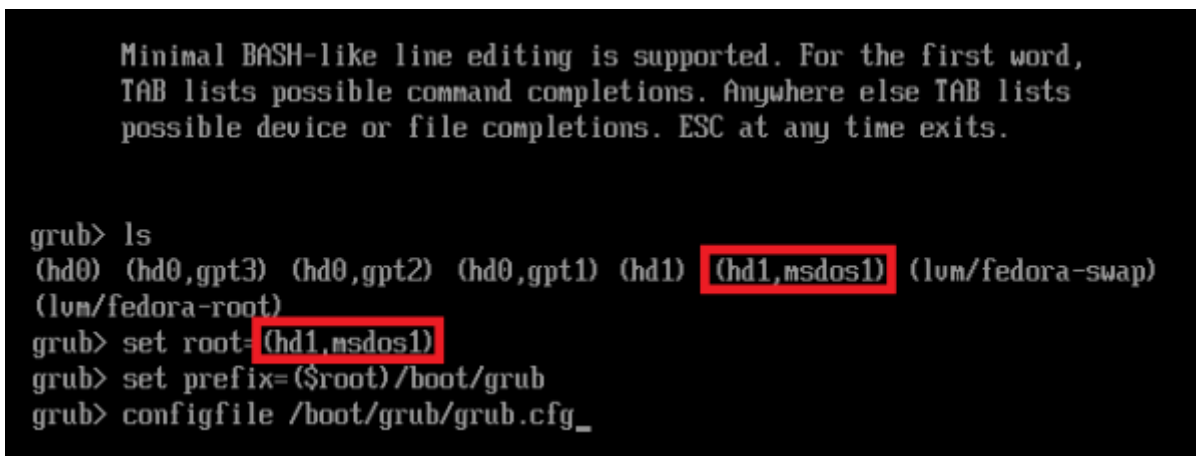 Minimal BASH-like line editing is supported. For the first word,
TAB lists possible command completions. Anywhere else TAB lists
possible device or file completions. ESC at any time exits.
grub> ls
(hd0) (hd0,gpt3) (hd0,gpt2) (hd0,gpt1) (hd1) (hd1,msdos1) (lvm/fedora-swap)
(lvm/fedora-root)
grub> set root=(hd1,msdos1)
grub> set prefix=($root)/boot/grub
grub> configfile /boot/grub/grub.cfg_